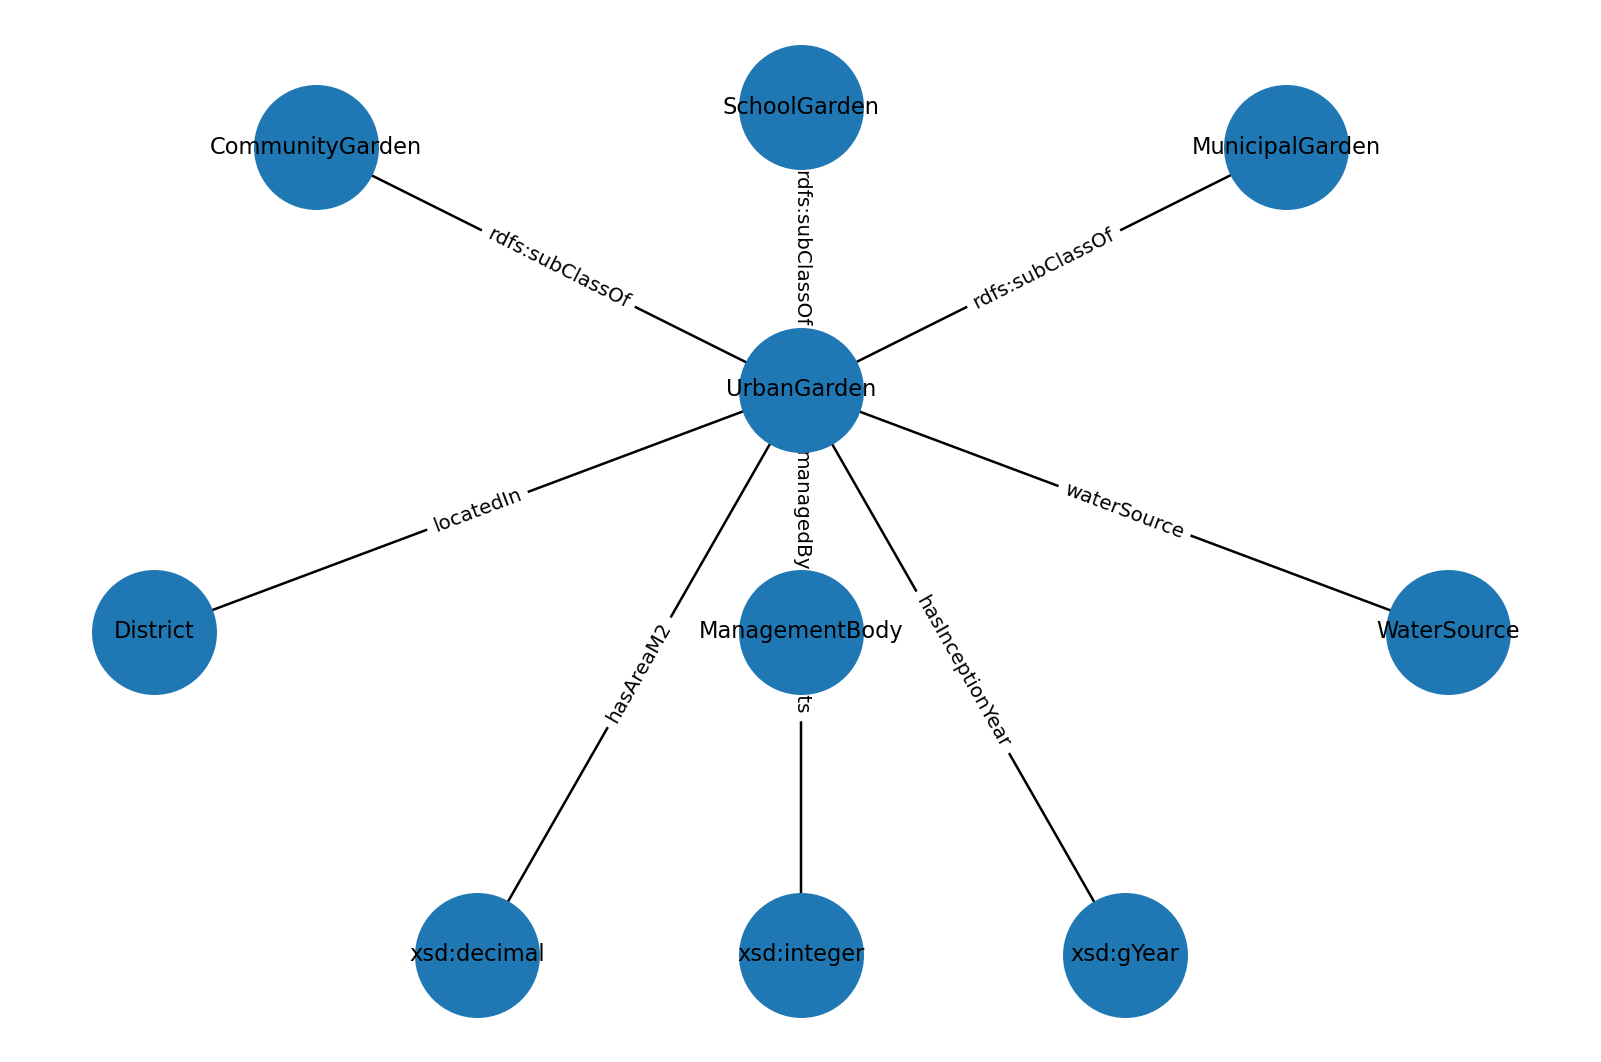 SchoolGarden
CommunityGarden
MunicipalGarden
rdfs:subClassOf
rdfs:subClassOf
rdfs:subClassOf
UrbanGarden
locatedIn
managedBy
waterSource
District
ManagementBody
WaterSource
hasAreaM2
hasInceptionYear
ts
xsd:decimal
xsd:integer
xsd:gYear